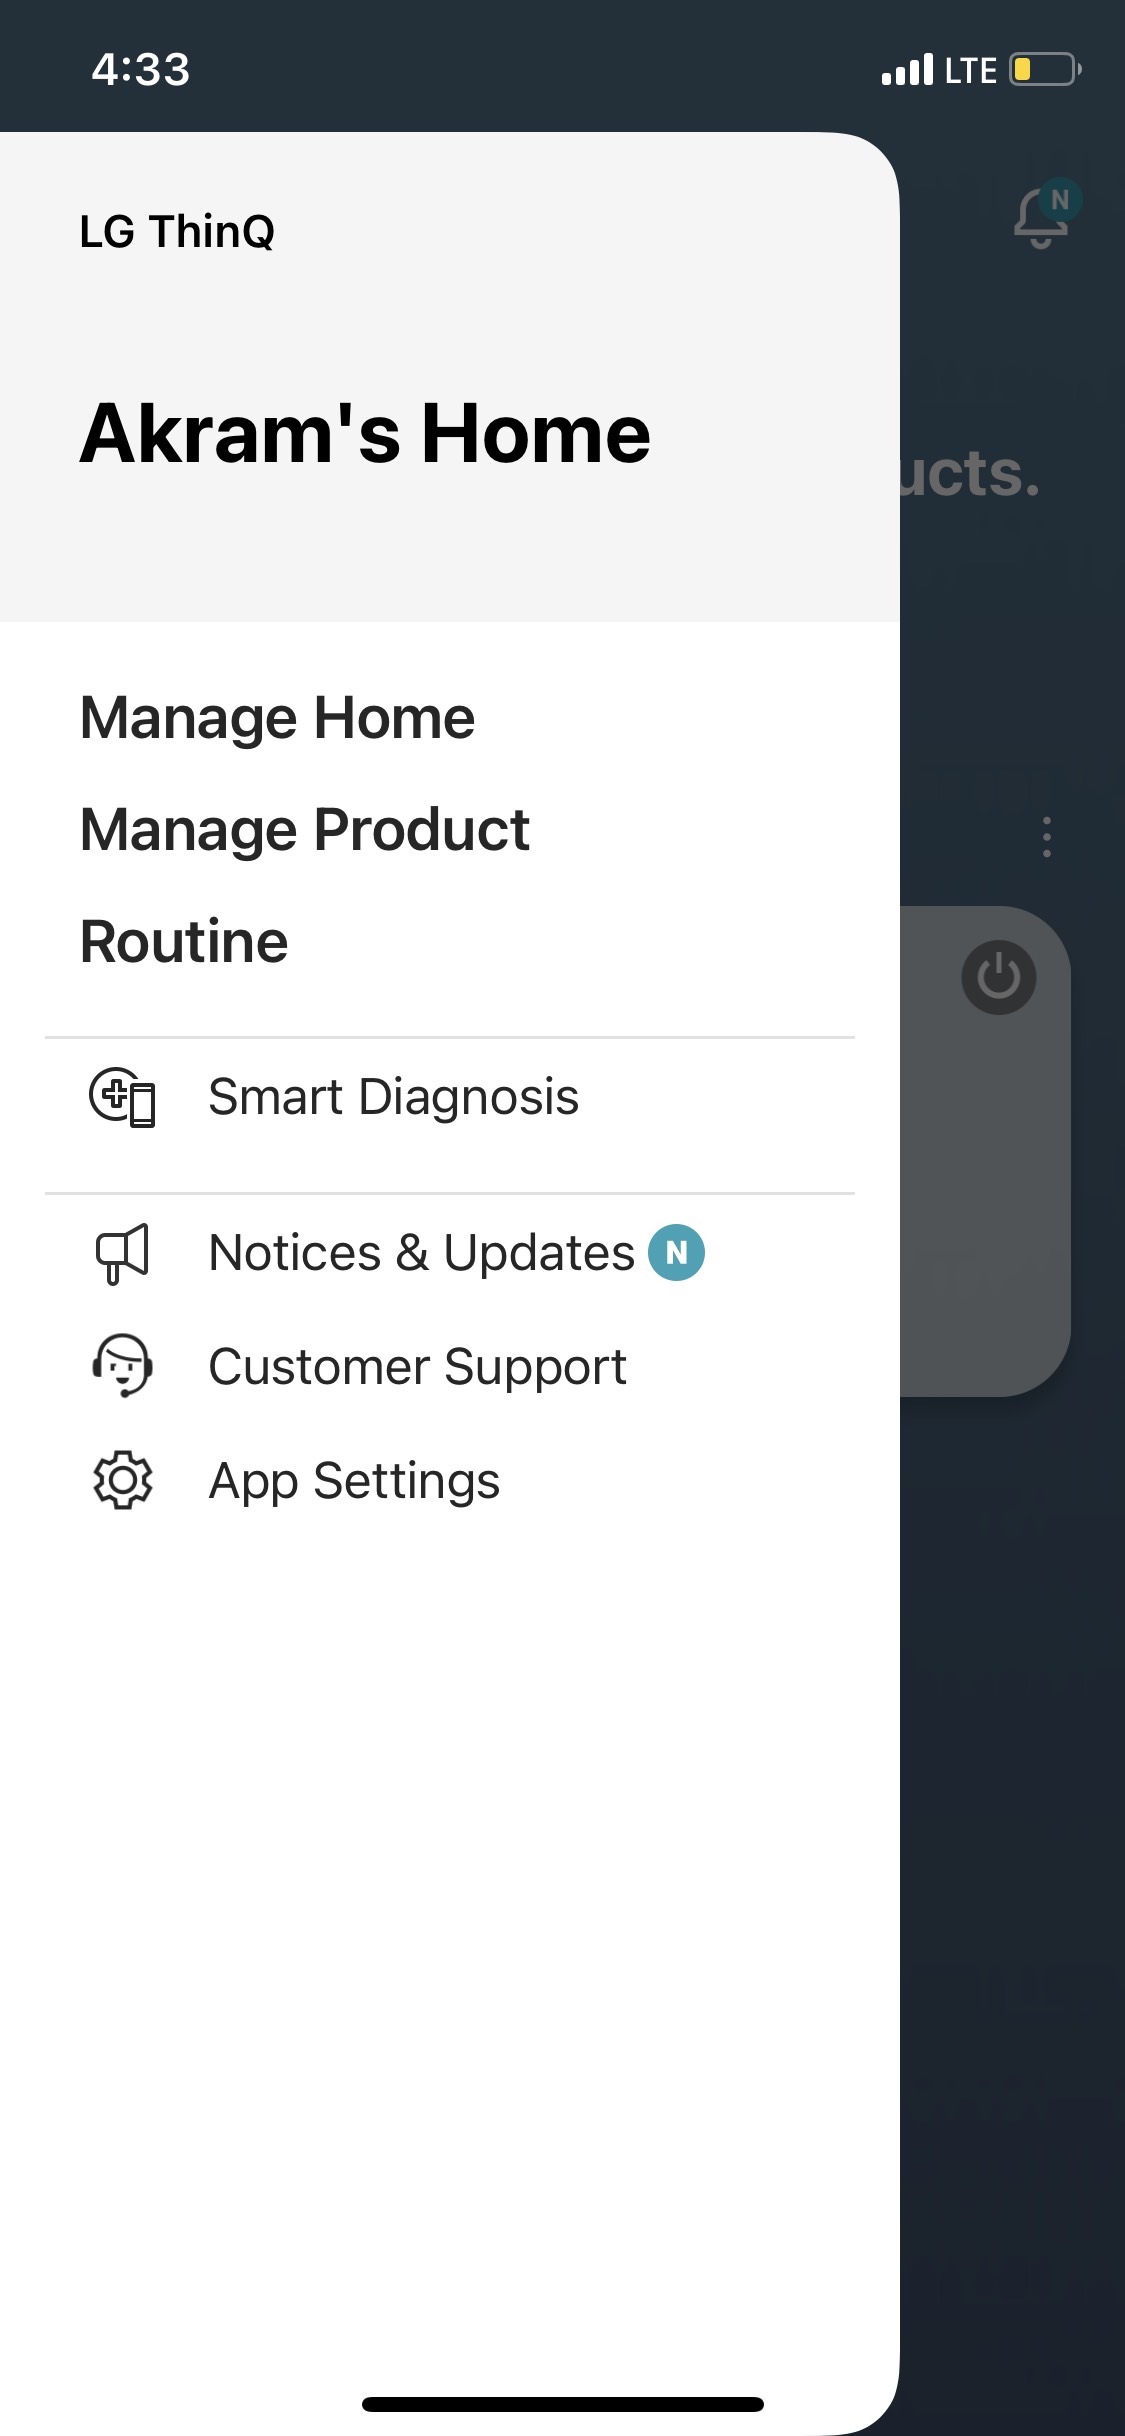 4:33
LTE
LG ThinQ
N
Akram's Home
ucts.
Manage Home
Manage Product
Routine
Smart Diagnosis
Notices & Updates N
Customer Support
App Settings